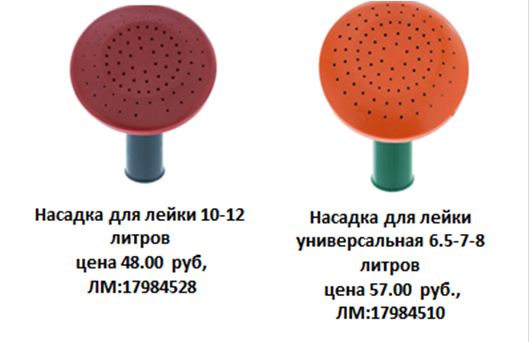 Насадка для лейки 10-12
литров
цена 48.00 руб,
ЛМ:17984528
Насадка для лейки
универсальная 6.5-7-8
литров
цена 57.00 руб.,
ЛМ:17984510